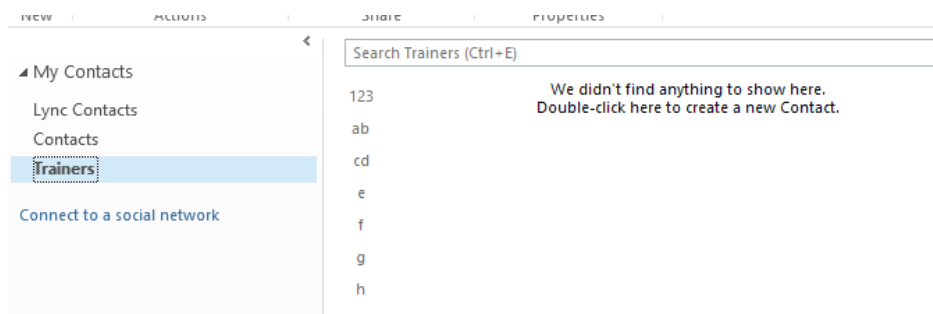 New Actions Share Properties
My Contacts
Lync Contacts
Contacts
Trainers
Connect to a social network
Search Trainers (Ctrl+E)
123
ab
cd
e
f
g
h
We didn't find anything to show here.
Double-click here to create a new Contact.